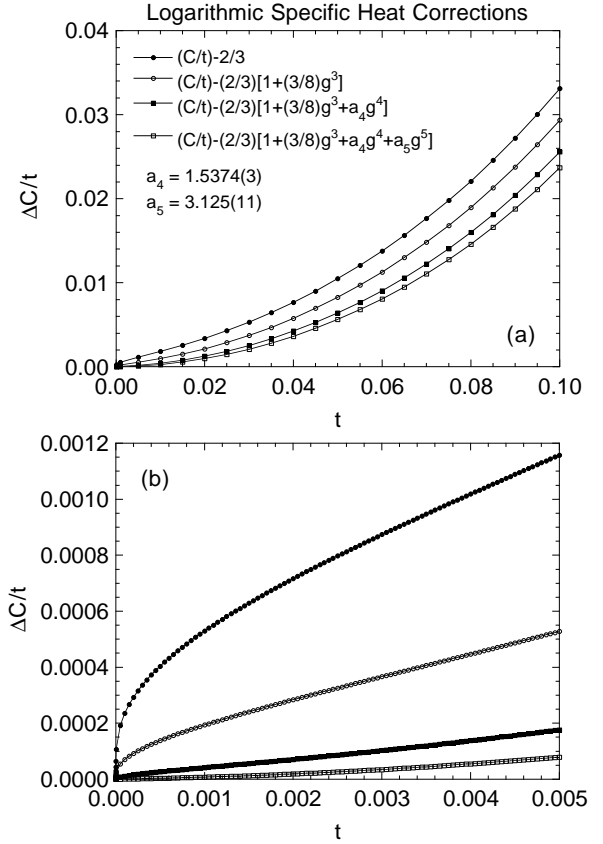 Logarithmic Specific Heat Corrections
0.04
0.03
0.02
0.01
0.00
ΔC/t
(C/t)-2/3
(C/t)-(2/3)[1+(3/8)g³]
(C/t)-(2/3)[1+(3/8)g³+a₄g⁴]
(C/t)-(2/3)[1+(3/8)g³+a₄g⁴+a₅g⁵]
a₄ = 1.5374(3)
a₅ = 3.125(11)
(a)
0.00 0.02 0.04 0.06 0.08 0.10
t
0.0012
0.0010
0.0008
0.0006
0.0004
0.0002
0.0000
ΔC/t
(b)
0.000 0.001 0.002 0.003 0.004 0.005
t